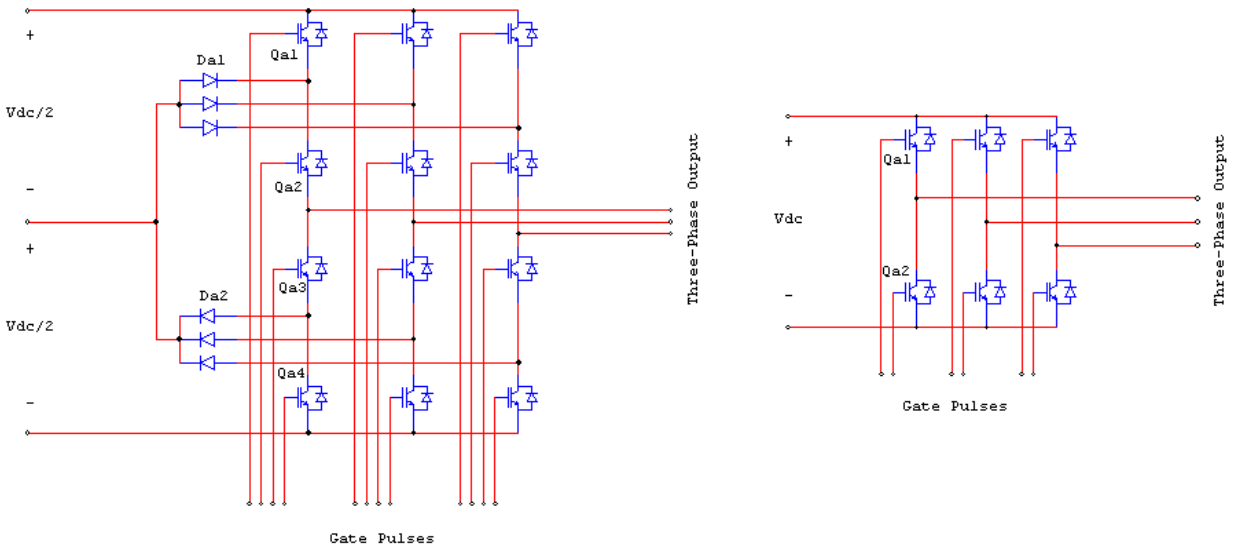 +
Qa1
Da1
Vdc/2
-
Qa2
+
Qa3
Da2
Vdc/2
Qa4
-
Three-Phase Output
Gate Pulses
+
Qa1
Vdc
Qa2
-
Three-Phase Output
Gate Pulses